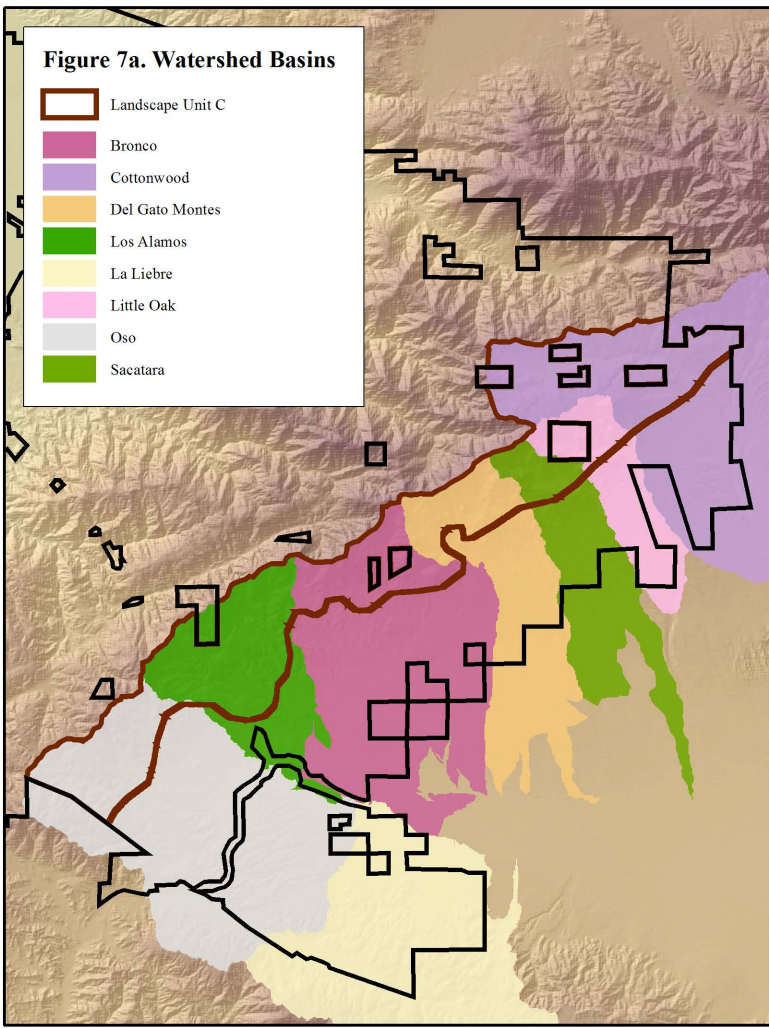 Figure 7a. Watershed Basins
Landscape Unit C
Bronco
Cottonwood
Del Gato Montes
Los Alamos
La Liebre
Little Oak
Oso
Sacatara